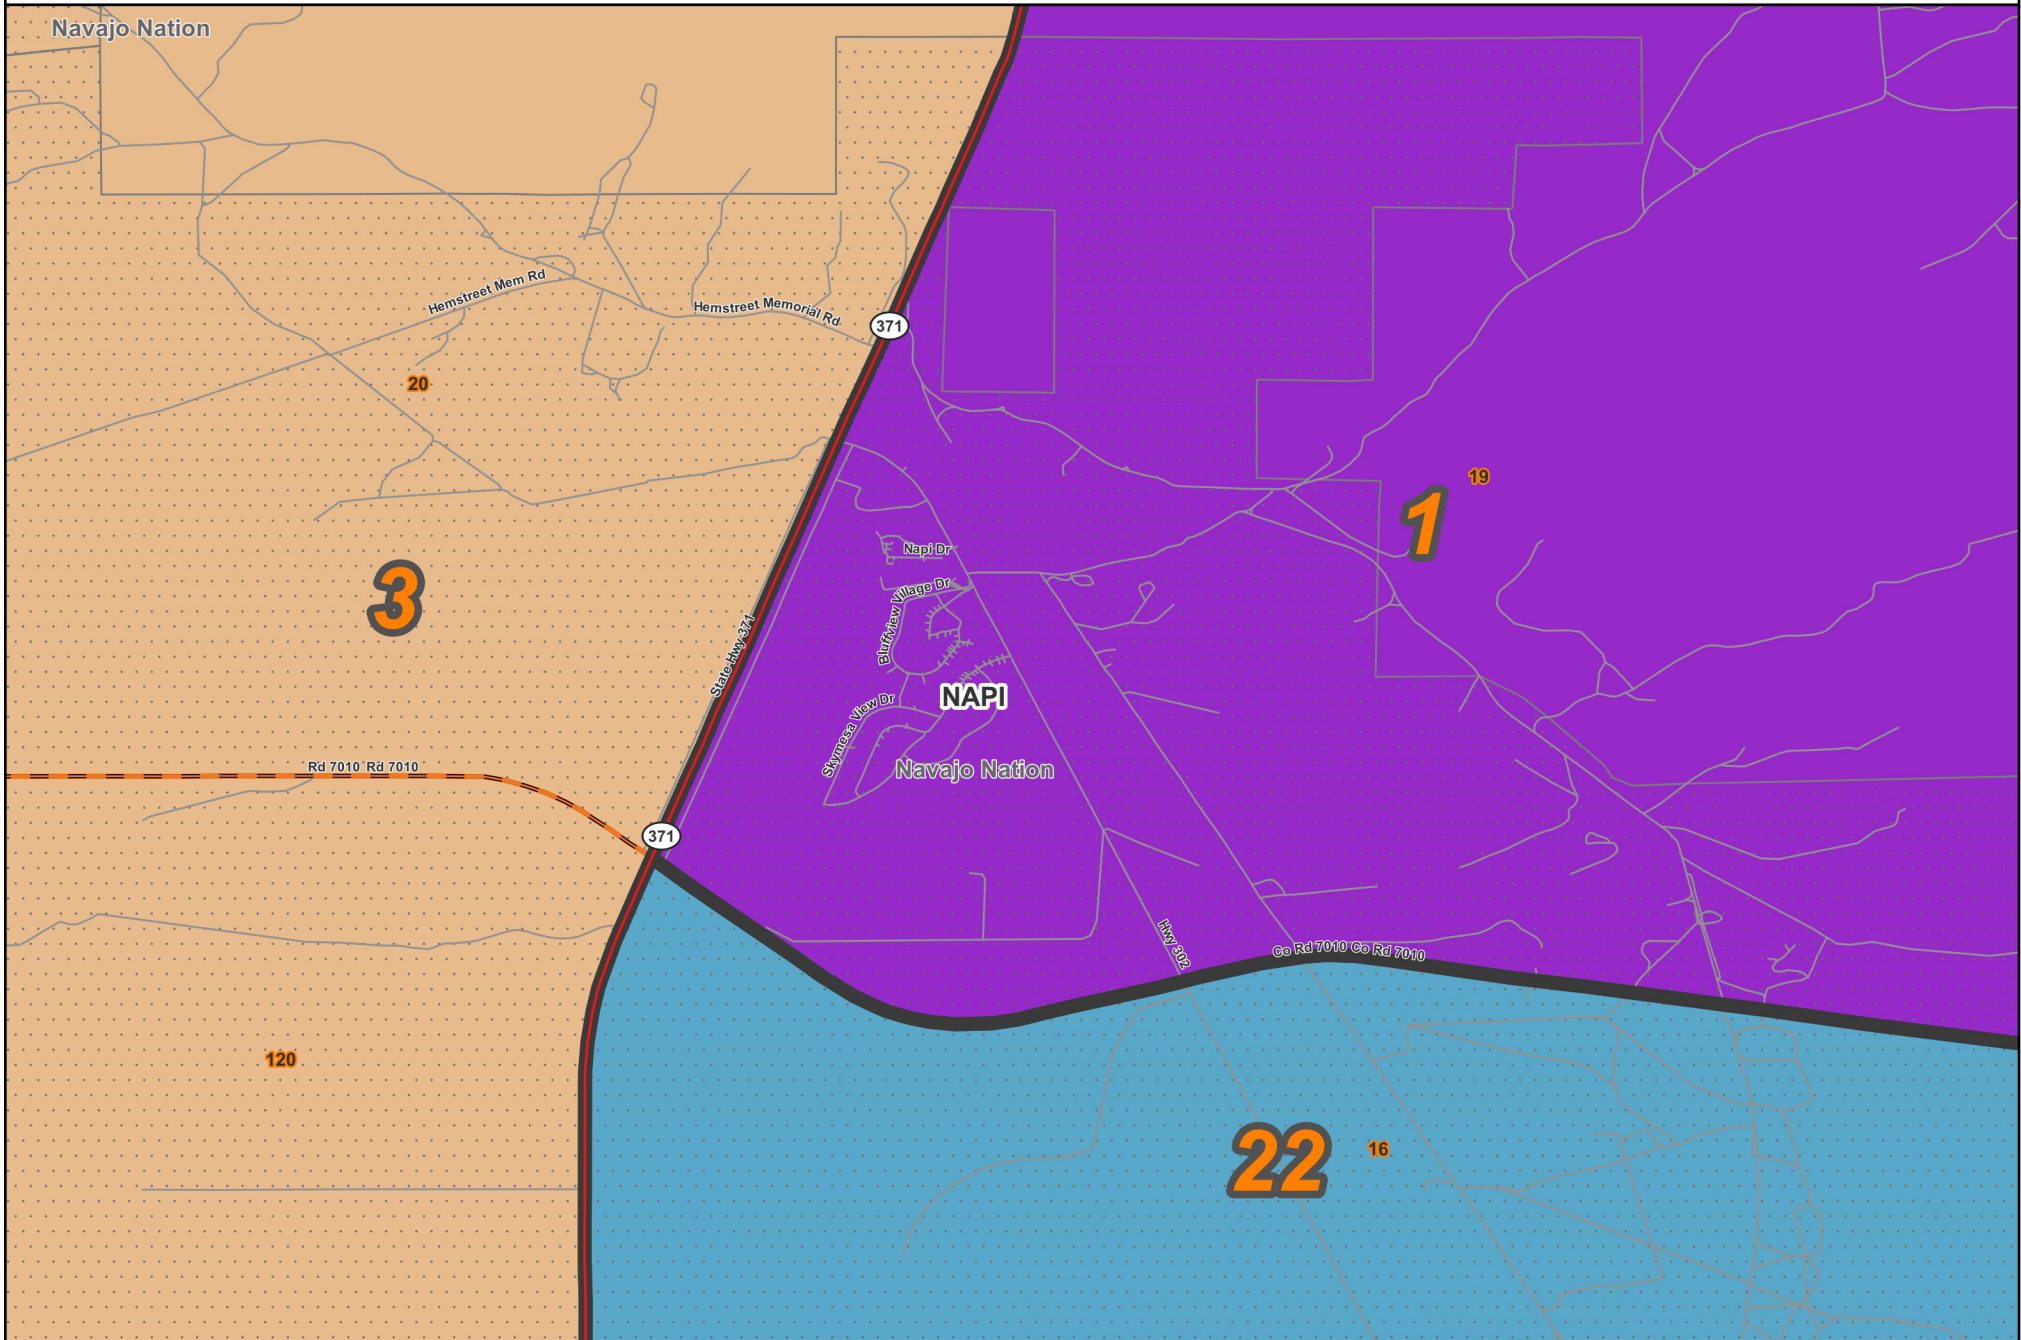 Navajo Nation
Hemstreet Mem Rd
Hemstreet Memorial Rd
371
20
19
1
Napi Dr
3
Bluffview Village Dr
State Hwy 371
NAPI
Skymesa View Dr
Navajo Nation
Rd 7010 Rd 7010
371
Hwy 302
Co Rd 7010 Co Rd 7010
120
22
16